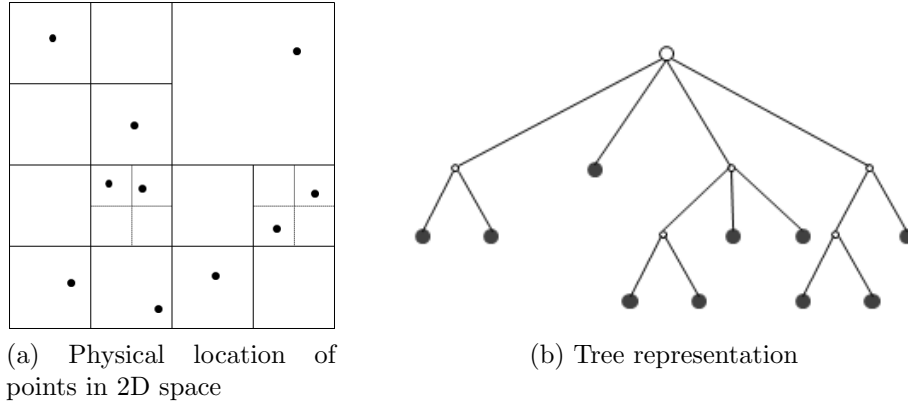 (a) Physical location of
points in 2D space
(b) Tree representation